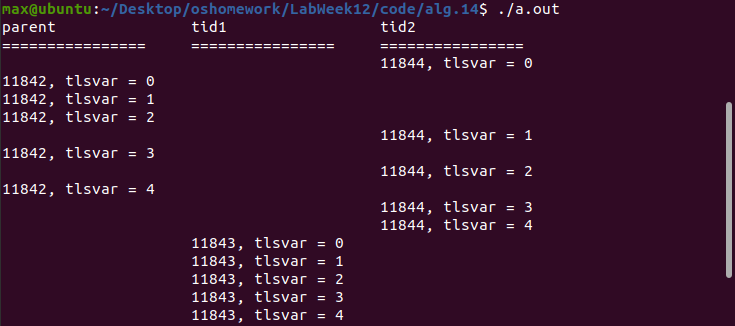 max@ubuntu:~/Desktop/oshomework/LabWeek12/code/alg.14$ ./a.out
parent                  tid1                    tid2
================        ================        ================
                                                11844, tlsvar = 0
11842, tlsvar = 0
11842, tlsvar = 1
11842, tlsvar = 2
                                                11844, tlsvar = 1
11842, tlsvar = 3
                                                11844, tlsvar = 2
11842, tlsvar = 4
                                                11844, tlsvar = 3
                                                11844, tlsvar = 4
                        11843, tlsvar = 0
                        11843, tlsvar = 1
                        11843, tlsvar = 2
                        11843, tlsvar = 3
                        11843, tlsvar = 4